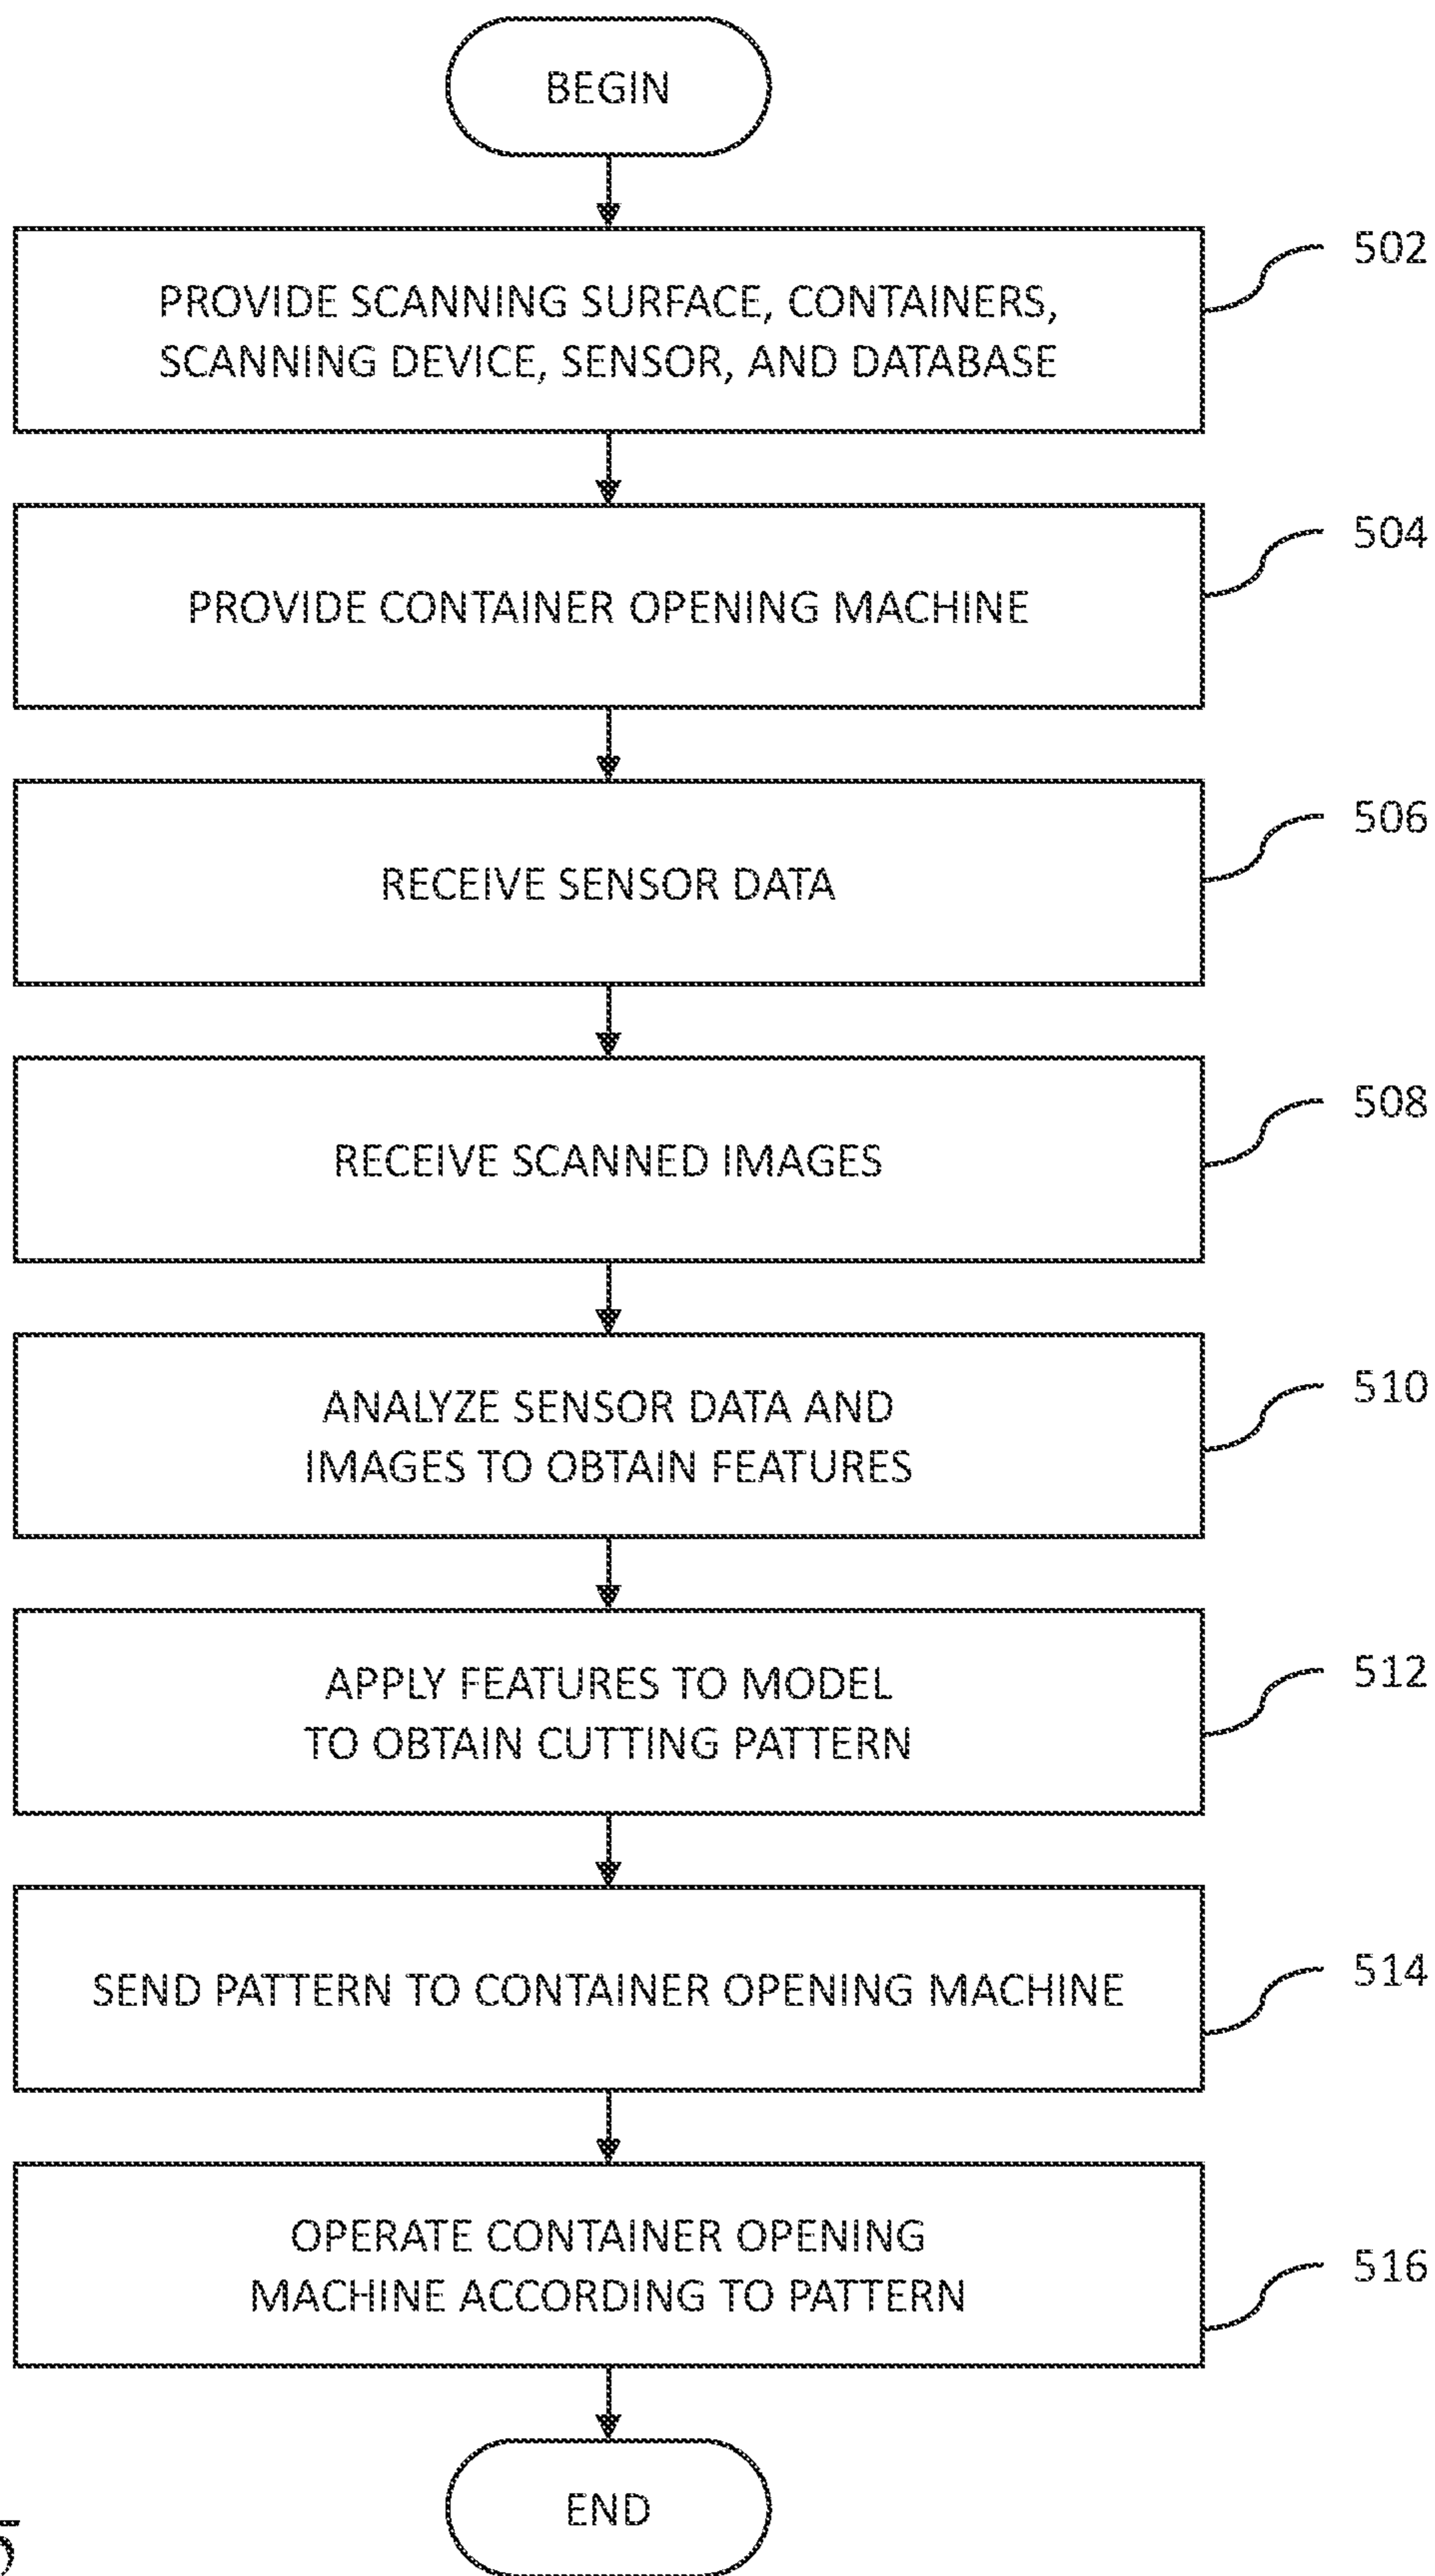 BEGIN
502
PROVIDE SCANNING SURFACE, CONTAINERS,
SCANNING DEVICE, SENSOR, AND DATABASE
504
PROVIDE CONTAINER OPENING MACHINE
506
RECEIVE SENSOR DATA
508
RECEIVE SCANNED IMAGES
510
ANALYZE SENSOR DATA AND
IMAGES TO OBTAIN FEATURES
512
APPLY FEATURES TO MODEL
TO OBTAIN CUTTING PATTERN
514
SEND PATTERN TO CONTAINER OPENING MACHINE
516
OPERATE CONTAINER OPENING
MACHINE ACCORDING TO PATTERN
END